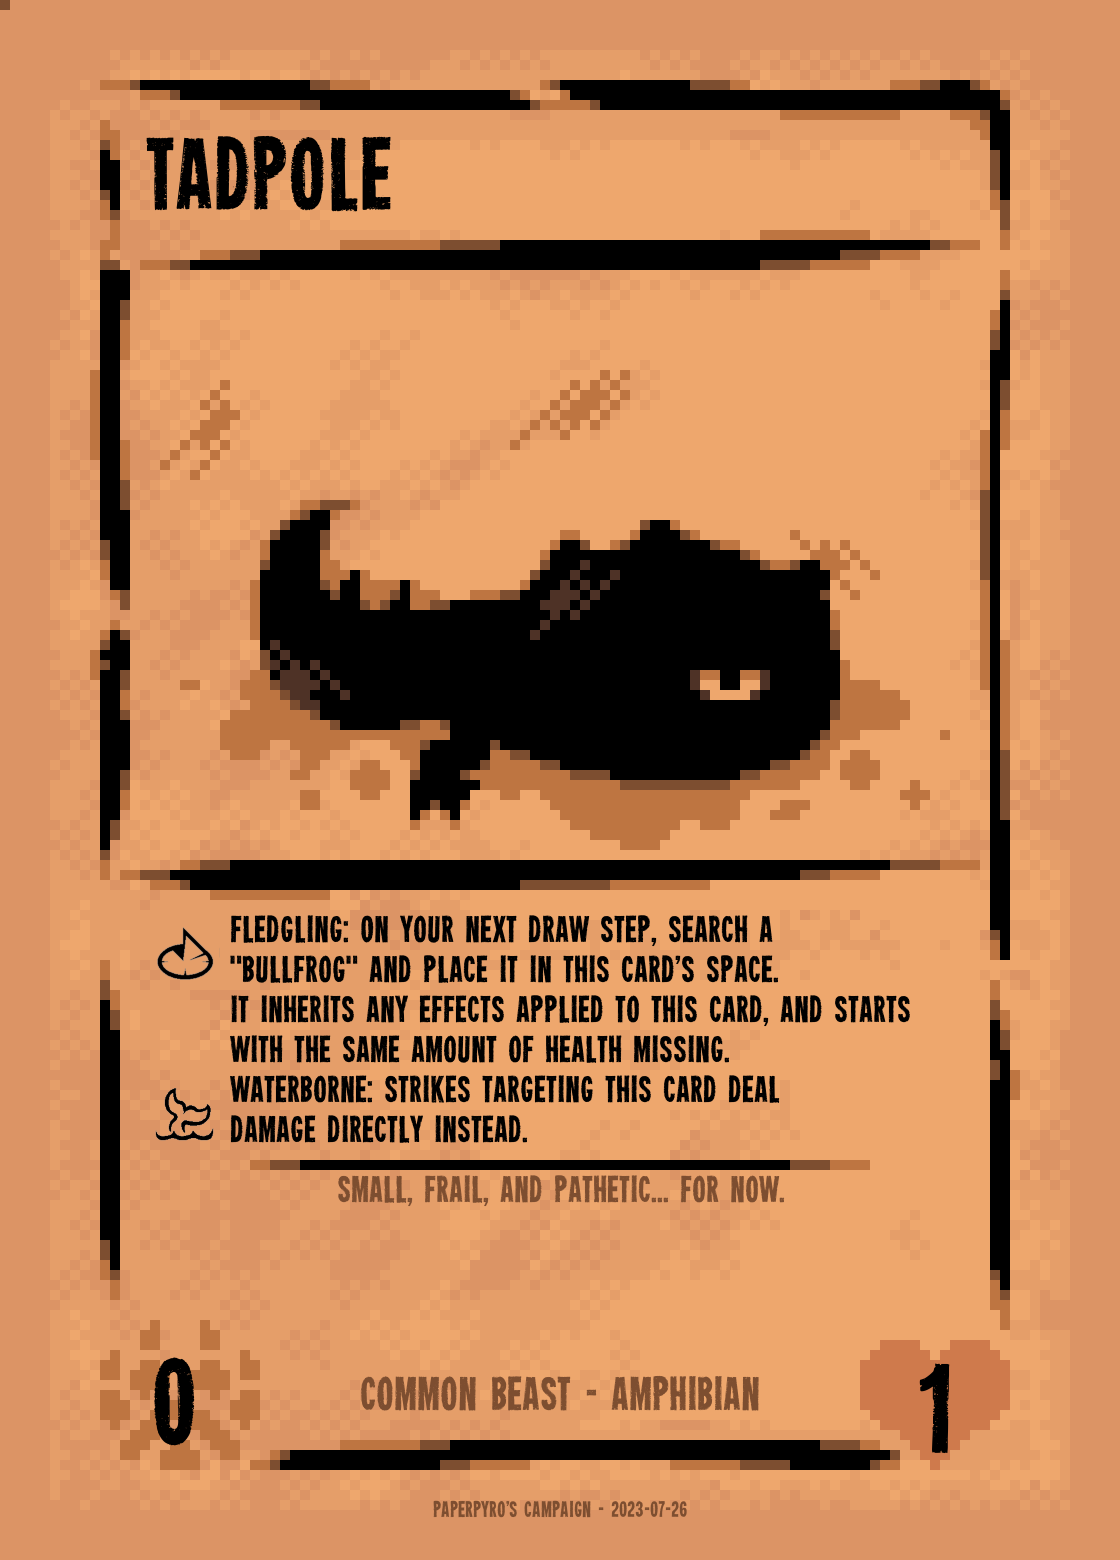 TADPOLE
FLEDGLING: ON YOUR NEXT DRAW STEP, SEARCH A
"BULLFROG" AND PLACE IT IN THIS CARD'S SPACE.
IT INHERITS ANY EFFECTS APPLIED TO THIS CARD, AND STARTS
WITH THE SAME AMOUNT OF HEALTH MISSING.
WATERBORNE: STRIKES TARGETING THIS CARD DEAL
DAMAGE DIRECTLY INSTEAD.
SMALL, FRAIL, AND PATHETIC... FOR NOW.
0
COMMON BEAST - AMPHIBIAN
1
PAPERPYRO'S CAMPAIGN - 2023-07-26